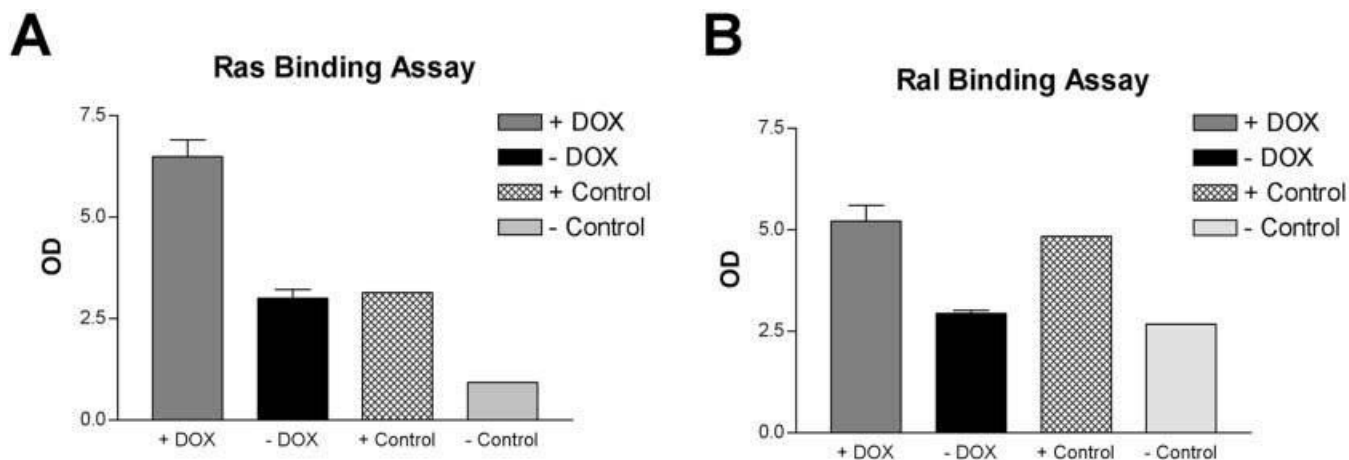 A
Ras Binding Assay
7.5
5.0
2.5
0.0
OD
+ DOX
- DOX
+ Control
- Control
+ DOX
- DOX
+ Control
- Control
B
Ral Binding Assay
7.5
5.0
2.5
0.0
OD
+ DOX
- DOX
+ Control
- Control
+ DOX
- DOX
+ Control
- Control